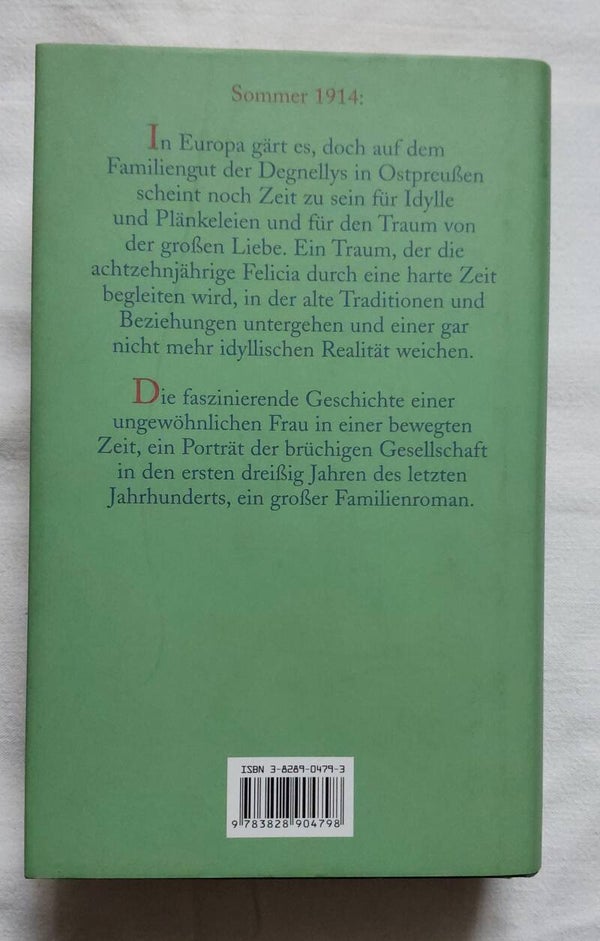 Sommer 1914:
In Europa gärt es, doch auf dem
Familiengut der Degnellys in Ostpreußen
scheint noch Zeit zu sein für Idylle
und Plänkeleien und für den Traum von
der großen Liebe. Ein Traum, der die
achtzehnjährige Felicia durch eine harte Zeit
begleiten wird, in der alte Traditionen und
Beziehungen untergehen und einer gar
nicht mehr idyllischen Realität weichen.
Die faszinierende Geschichte einer
ungewöhnlichen Frau in einer bewegten
Zeit, ein Porträt der brüchigen Gesellschaft
in den ersten dreißig Jahren des letzten
Jahrhunderts, ein großer Familienroman.
ISBN 3-8289-0479-3
9 783828 904798